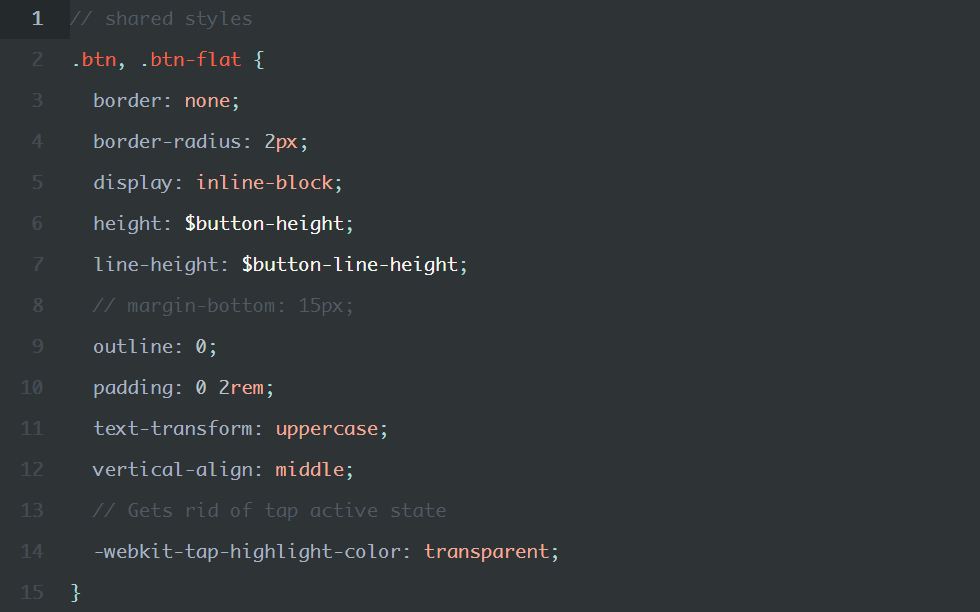 1 // shared styles
2 .btn, .btn-flat {
3 border: none;
4 border-radius: 2px;
5 display: inline-block;
6 height: $button-height;
7 line-height: $button-line-height;
8 // margin-bottom: 15px;
9 outline: 0;
10 padding: 0 2rem;
11 text-transform: uppercase;
12 vertical-align: middle;
13 // Gets rid of tap active state
14 -webkit-tap-highlight-color: transparent;
15 }